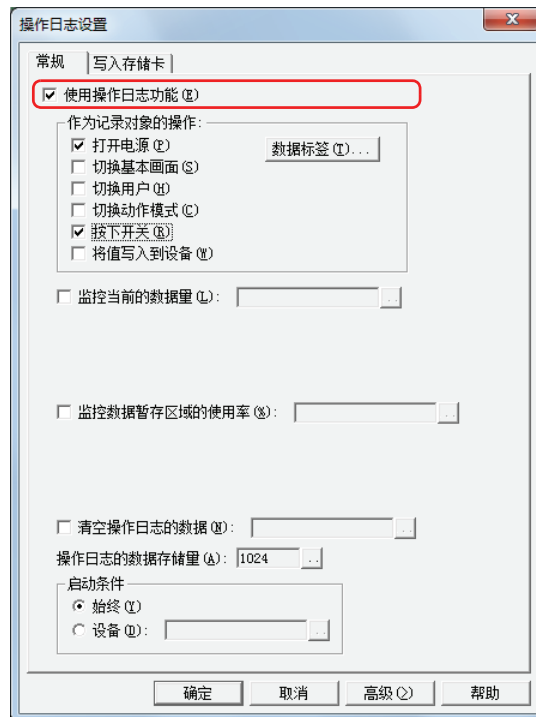 操作日志设置
常规
写入存储卡
使用操作日志功能(E)
作为记录对象的操作:
打开电源(P)
数据标签(T)...
切换基本画面(S)
切换用户(H)
切换动作模式(C)
按下开关(R)
将值写入到设备(W)
监控当前的数据量(L):
监控数据暂存区域的使用率(%):
清空操作日志的数据(N):
操作日志的数据存储量(A): 1024
启动条件
始终(Y)
设备(D):
确定
取消
高级(>)
帮助